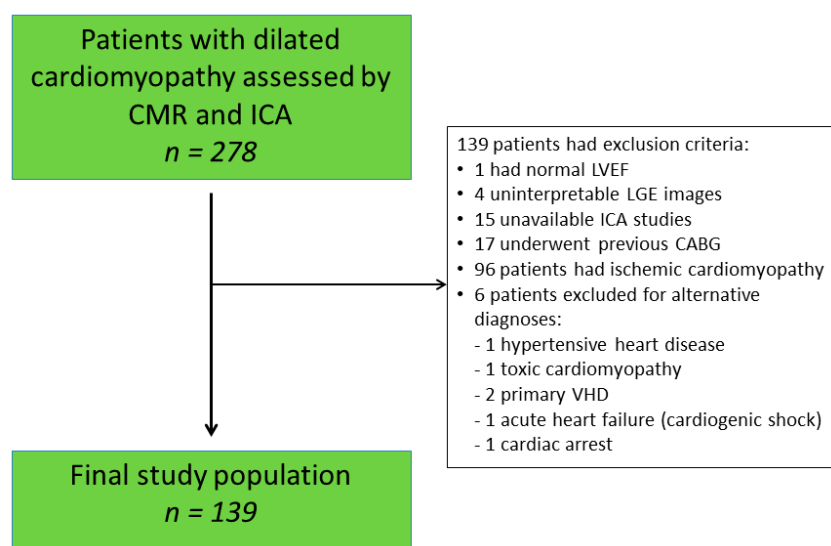 Patients with dilated
cardiomyopathy assessed by
CMR and ICA
n = 278
139 patients had exclusion criteria:
• 1 had normal LVEF
• 4 uninterpretable LGE images
• 15 unavailable ICA studies
• 17 underwent previous CABG
• 96 patients had ischemic cardiomyopathy
• 6 patients excluded for alternative
diagnoses:
- 1 hypertensive heart disease
- 1 toxic cardiomyopathy
- 2 primary VHD
- 1 acute heart failure (cardiogenic shock)
- 1 cardiac arrest
Final study population
n = 139